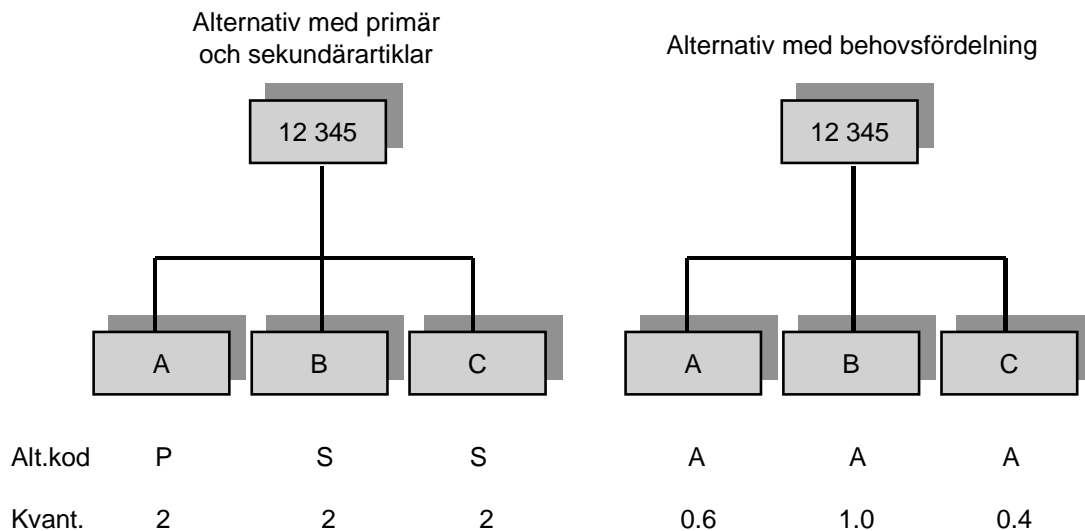 Alternativ med primär
och sekundärartiklar
Alternativ med behovsfördelning
12 345
12 345
A B C A B C
Alt.kod P S S A A A
Kvant. 2 2 2 0.6 1.0 0.4